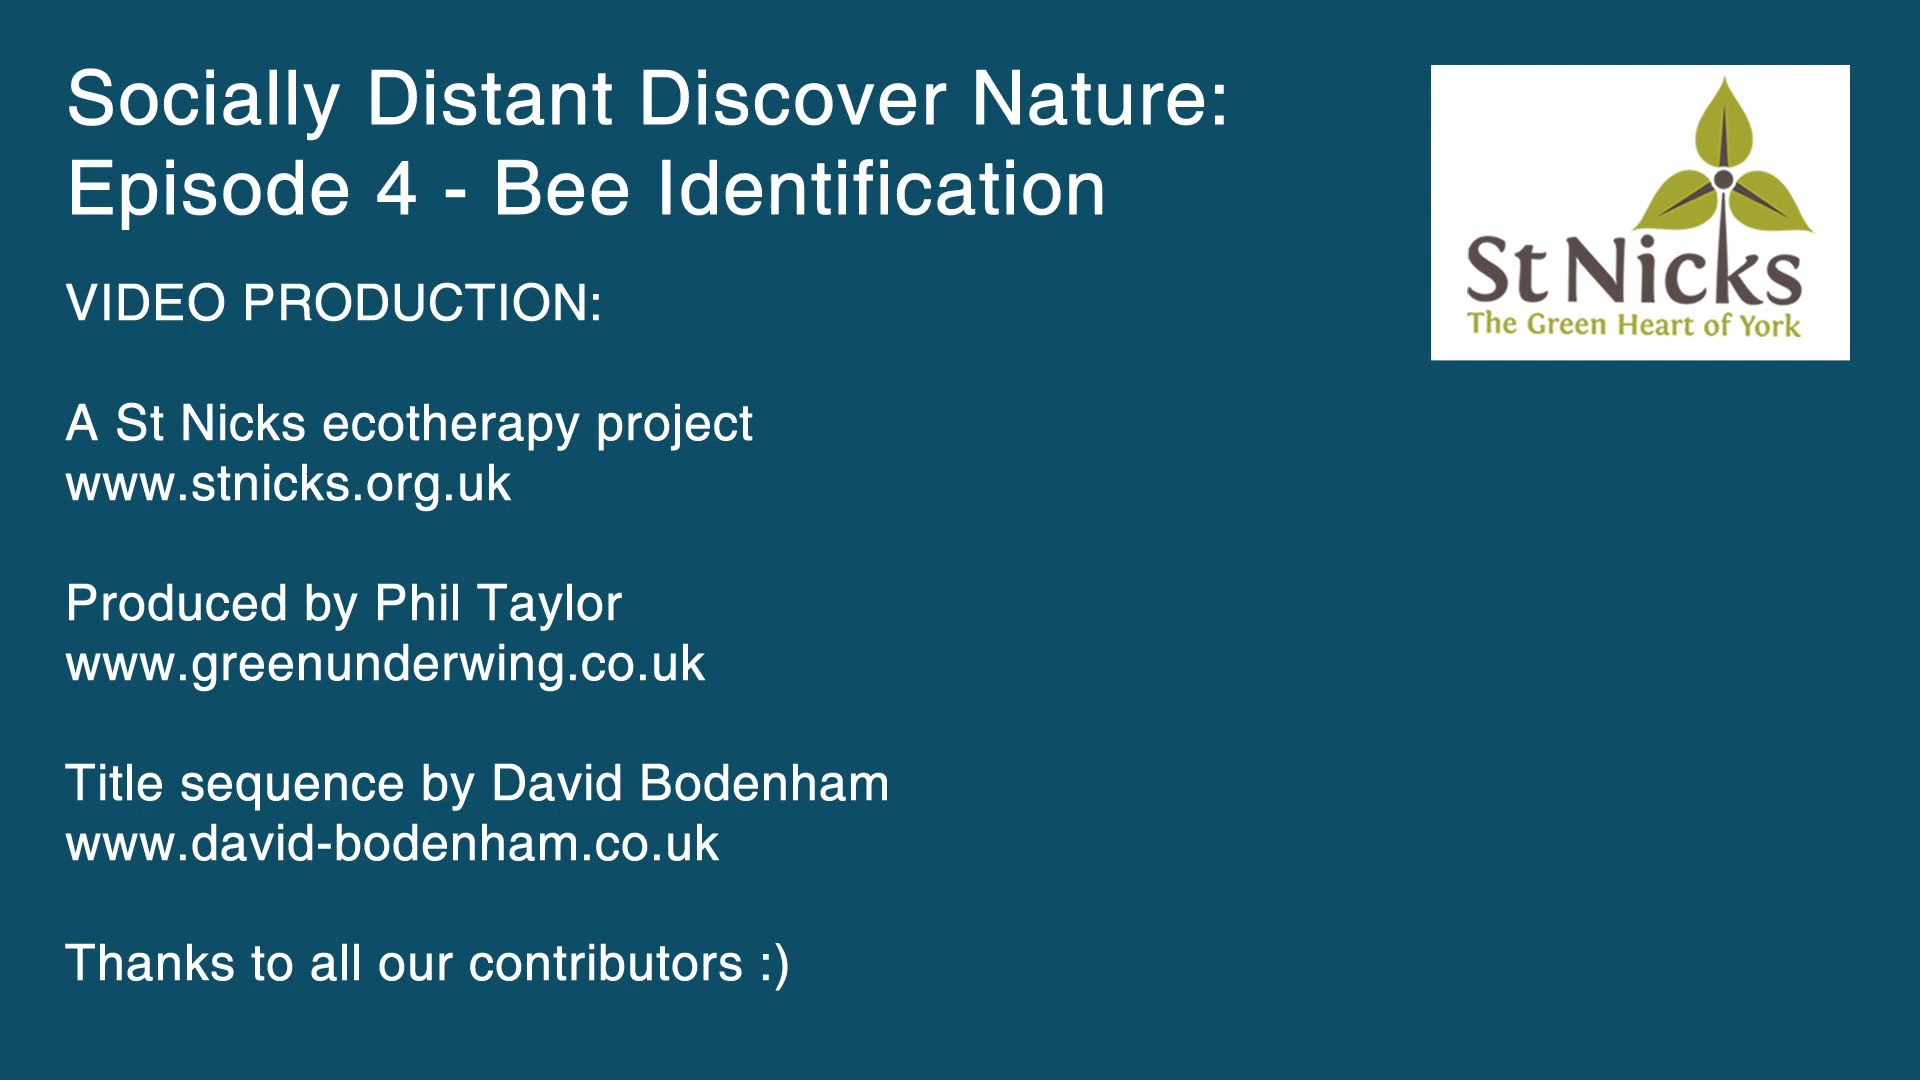 Socially Distant Discover Nature:
Episode 4 - Bee Identification
VIDEO PRODUCTION:
A St Nicks ecotherapy project
www.stnicks.org.uk
Produced by Phil Taylor
www.greenunderwing.co.uk
Title sequence by David Bodenham
www.david-bodenham.co.uk
Thanks to all our contributors :)
St Nicks
The Green Heart of York